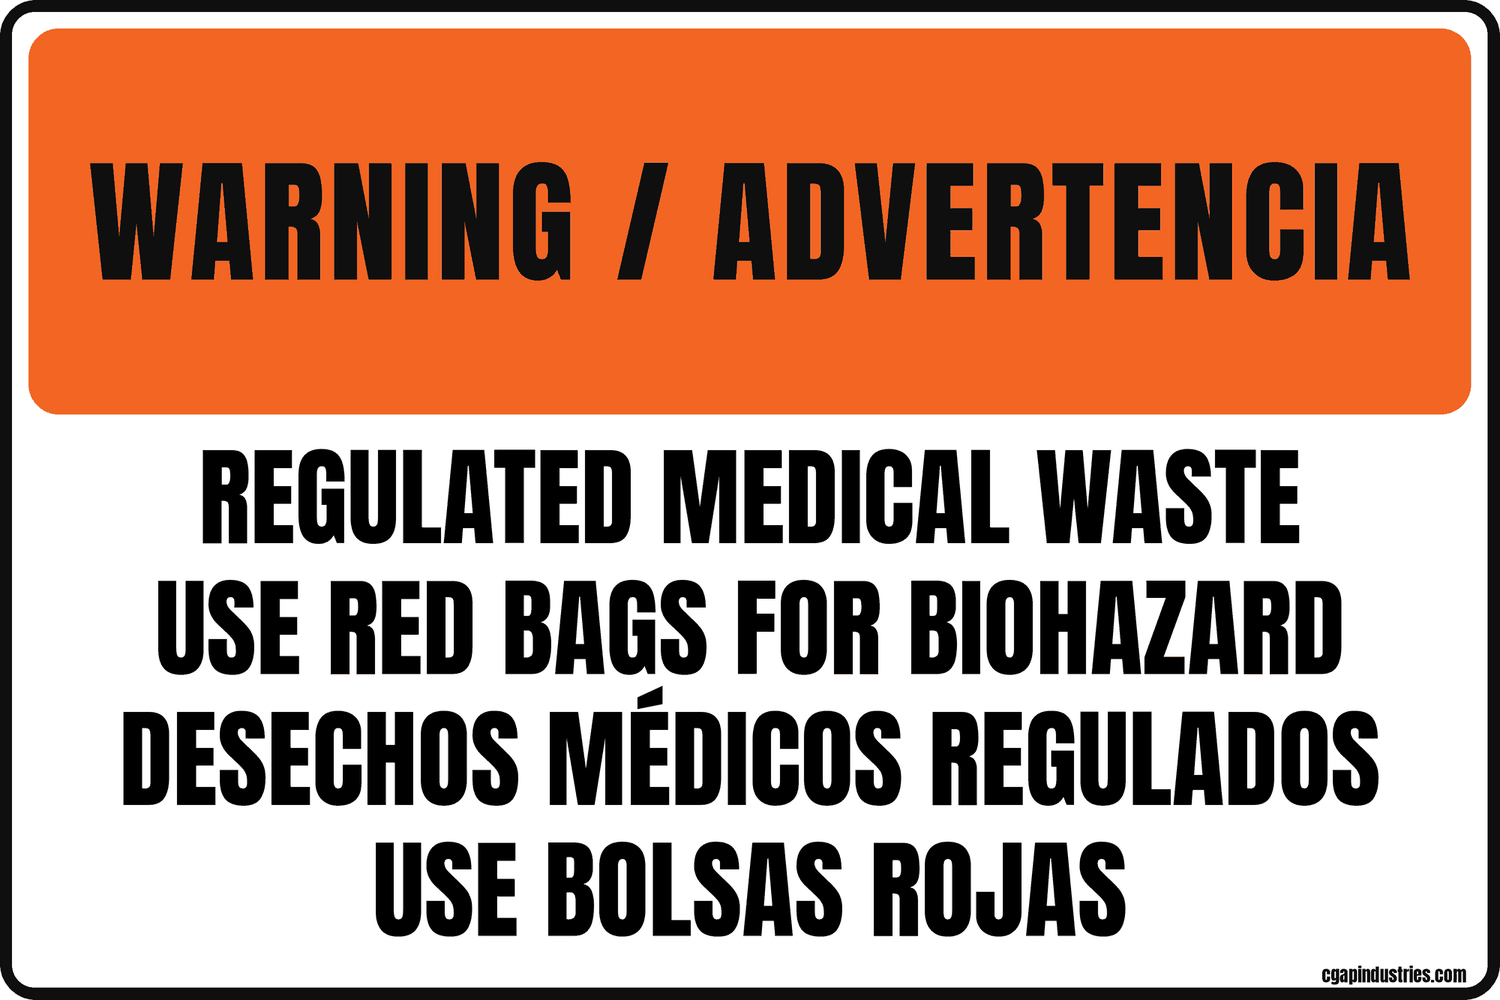 WARNING / ADVERTENCIA
REGULATED MEDICAL WASTE
USE RED BAGS FOR BIOHAZARD
DESECHOS MÉDICOS REGULADOS
USE BOLSAS ROJAS
cgapindustries.com